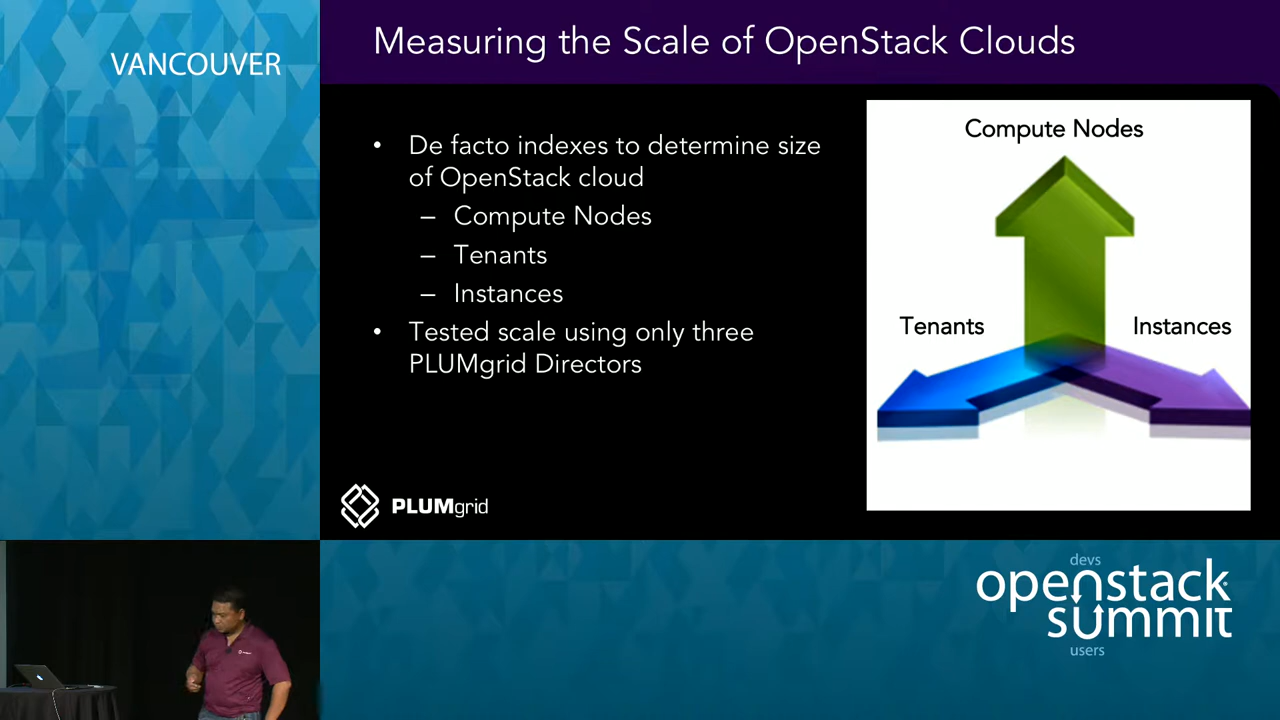 VANCOUVER
Measuring the Scale of OpenStack Clouds
• De facto indexes to determine size
of OpenStack cloud
– Compute Nodes
– Tenants
– Instances
• Tested scale using only three
PLUMgrid Directors
Compute Nodes
Tenants
Instances
PLUMgrid
devs
openstack
summit
users